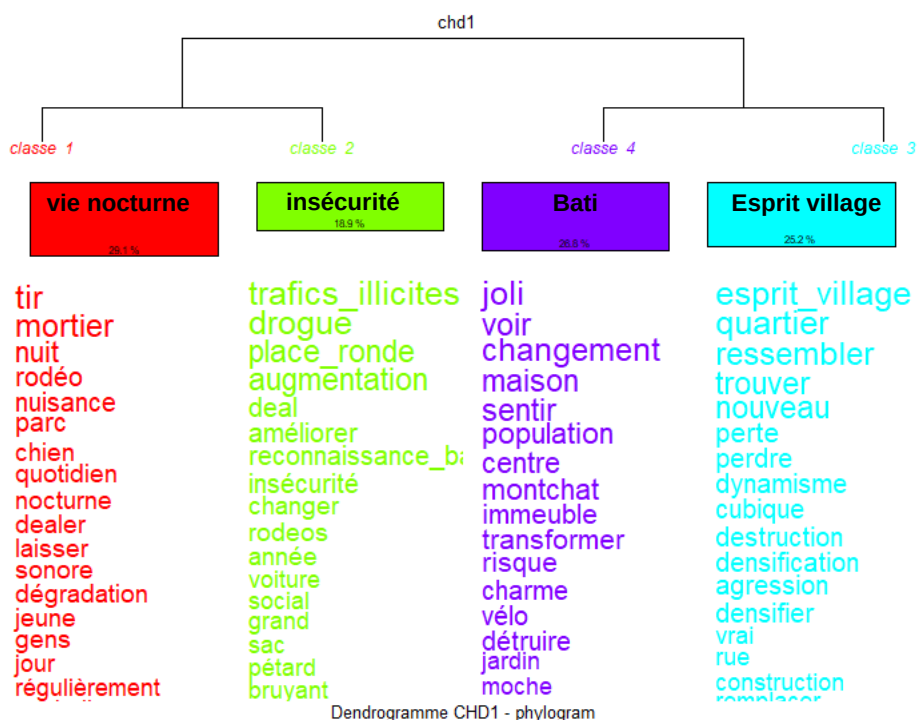 chd1
classe 1
classe 2
classe 4
classe 3
vie nocturne
29.1 %
insécurité
18.9 %
Bati
26.8 %
Esprit village
25.2 %
tir
mortier
nuit
rodéo
nuisance
parc
chien
quotidien
nocturne
dealer
laisser
sonore
dégradation
jeune
gens
jour
régulièrement
trafics_illicites
drogue
place_ronde
augmentation
deal
améliorer
reconnaissance_ba
insécurité
changer
rodeos
année
voiture
social
grand
sac
pétard
bruyant
joli
voir
changement
maison
sentir
population
centre
montchat
immeuble
transformer
risque
charme
vélo
détruire
jardin
moche
esprit_village
quartier
ressembler
trouver
nouveau
perte
perdre
dynamisme
cubique
destruction
densification
agression
densifier
vrai
rue
construction
remplacer
Dendrogramme CHD1 - phylogram